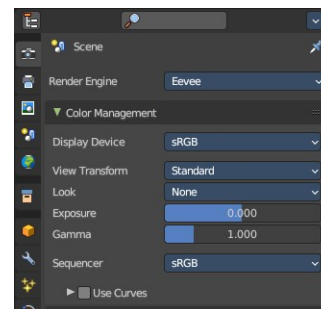 Scene
Render Engine Eevee
Color Management
Display Device sRGB
View Transform Standard
Look None
Exposure 0.000
Gamma 1.000
Sequencer sRGB
Use Curves